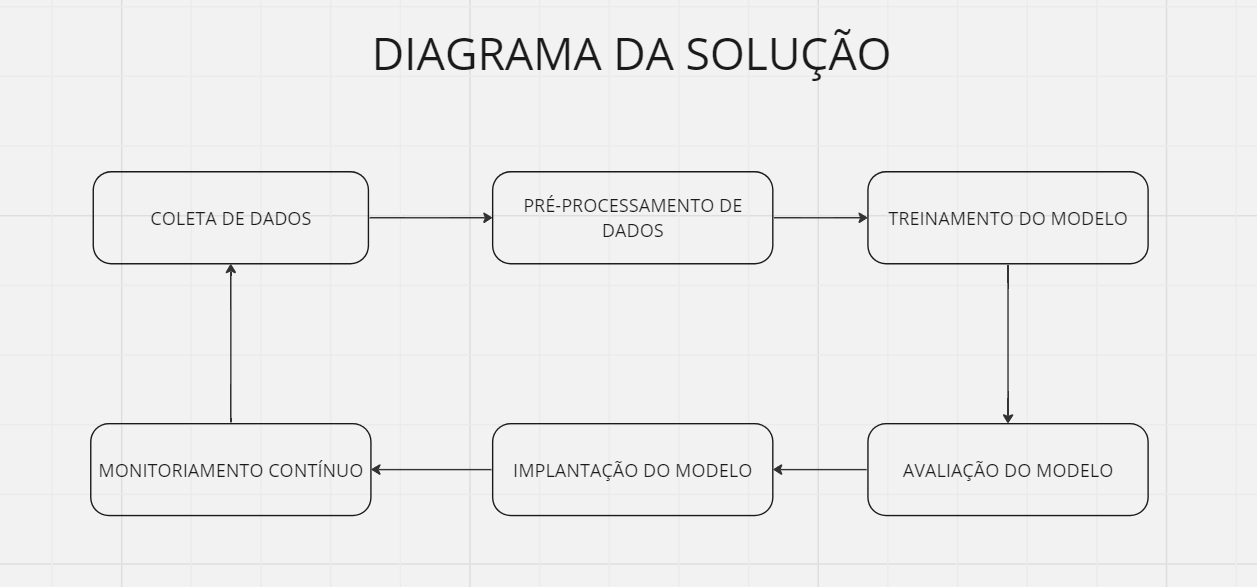 DIAGRAMA DA SOLUÇÃO
COLETA DE DADOS
PRÉ-PROCESSAMENTO DE
DADOS
TREINAMENTO DO MODELO
MONITORIAMENTO CONTÍNUO
IMPLANTAÇÃO DO MODELO
AVALIAÇÃO DO MODELO